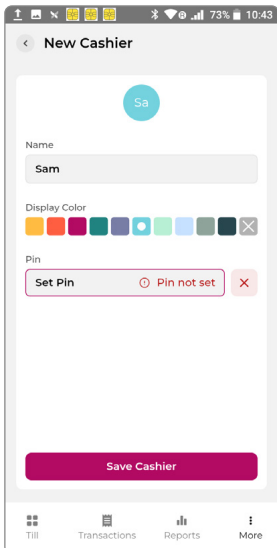 73% 10:43
New Cashier
Sa
Name
Sam
Display Color
Pin
Set Pin Pin not set
Save Cashier
Till Transactions Reports More